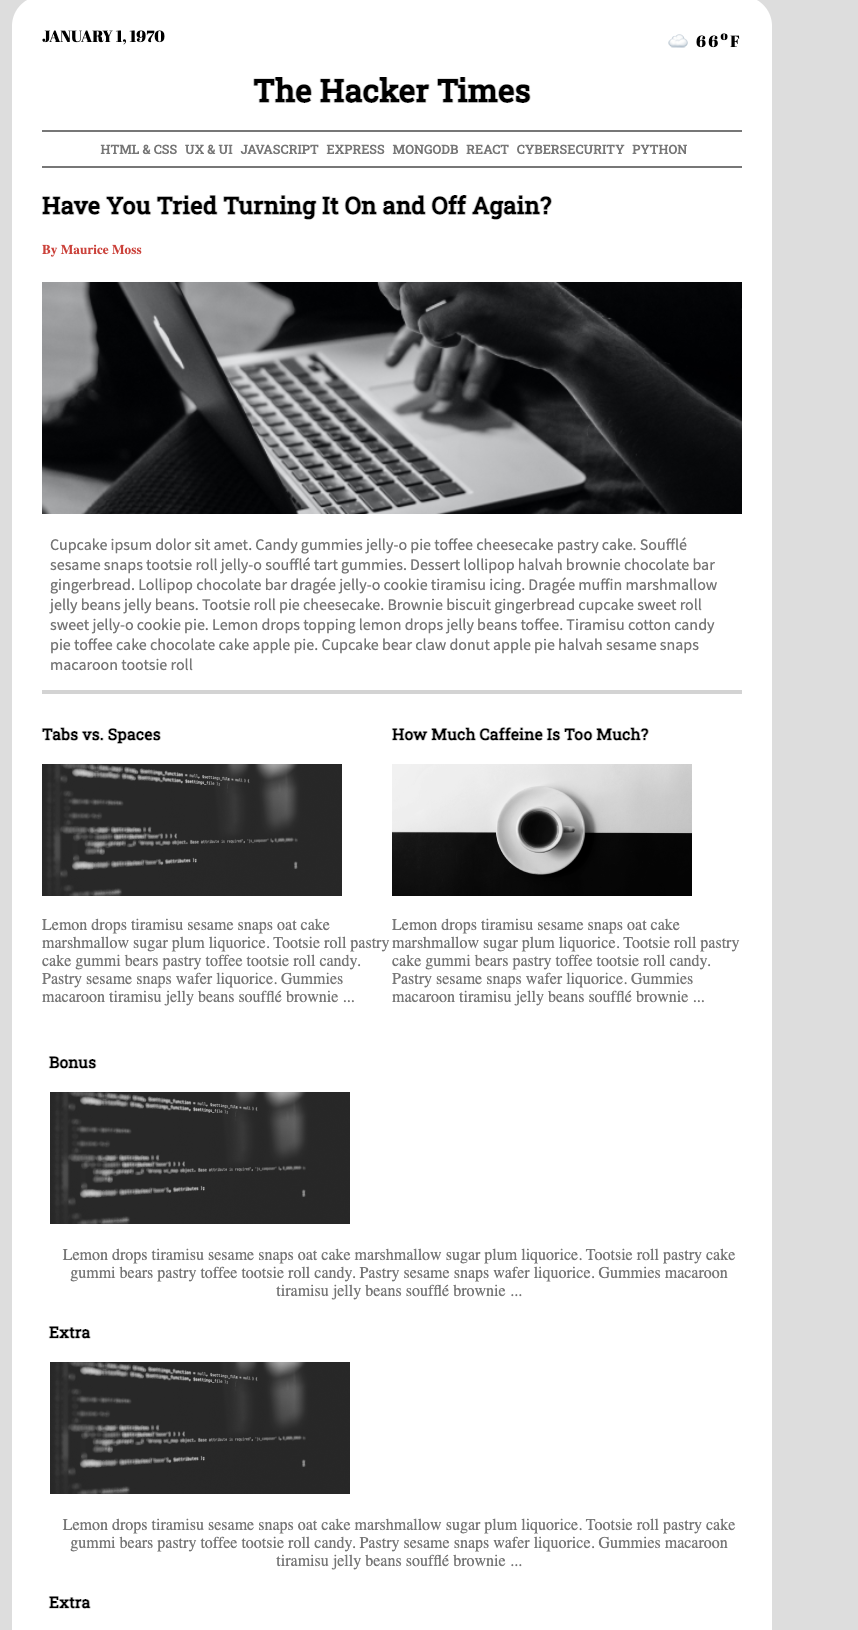 JANUARY 1, 1970
66°F
The Hacker Times
HTML & CSS UX & UI JAVASCRIPT EXPRESS MONGODB REACT CYBERSECURITY PYTHON
Have You Tried Turning It On and Off Again?
By Maurice Moss
Cupcake ipsum dolor sit amet. Candy gummies jelly-o pie toffee cheesecake pastry cake. Soufflé
sesame snaps tootsie roll jelly-o soufflé tart gummies. Dessert lollipop halvah brownie chocolate bar
gingerbread. Lollipop chocolate bar dragée jelly-o cookie tiramisu icing. Dragée muffin marshmallow
jelly beans jelly beans. Tootsie roll pie cheesecake. Brownie biscuit gingerbread cupcake sweet roll
sweet jelly-o cookie pie. Lemon drops topping lemon drops jelly beans toffee. Tiramisu cotton candy
pie toffee cake chocolate cake apple pie. Cupcake bear claw donut apple pie halvah sesame snaps
macaroon tootsie roll
Tabs vs. Spaces
Lemon drops tiramisu sesame snaps oat cake
marshmallow sugar plum liquorice. Tootsie roll pastry
cake gummi bears pastry toffee tootsie roll candy.
Pastry sesame snaps wafer liquorice. Gummies
macaroon tiramisu jelly beans soufflé brownie ...
How Much Caffeine Is Too Much?
Lemon drops tiramisu sesame snaps oat cake
marshmallow sugar plum liquorice. Tootsie roll pastry
cake gummi bears pastry toffee tootsie roll candy.
Pastry sesame snaps wafer liquorice. Gummies
macaroon tiramisu jelly beans soufflé brownie ...
Bonus
Lemon drops tiramisu sesame snaps oat cake marshmallow sugar plum liquorice. Tootsie roll pastry cake
gummi bears pastry toffee tootsie roll candy. Pastry sesame snaps wafer liquorice. Gummies macaroon
tiramisu jelly beans soufflé brownie ...
Extra
Lemon drops tiramisu sesame snaps oat cake marshmallow sugar plum liquorice. Tootsie roll pastry cake
gummi bears pastry toffee tootsie roll candy. Pastry sesame snaps wafer liquorice. Gummies macaroon
tiramisu jelly beans soufflé brownie ...
Extra